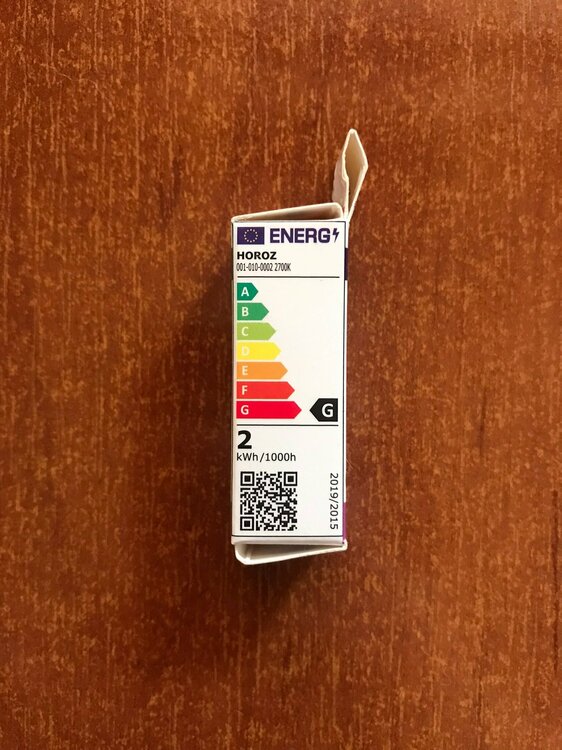 ENERG
HOROZ
001-010-0002 2700K
A
B
C
D
E
F
G
G
2
kWh/1000h
2019/2015